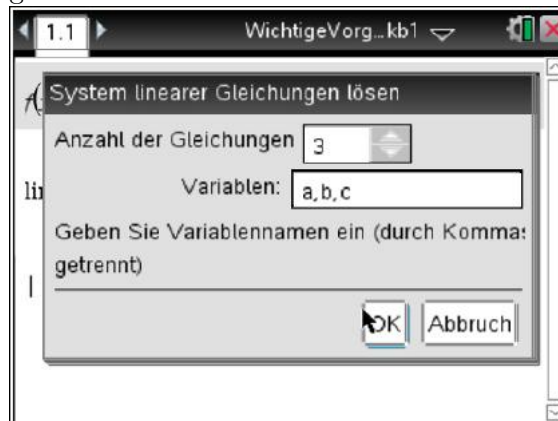 1.1 WichtigeVorg...kb1
System linearer Gleichungen lösen
Anzahl der Gleichungen 3
lin
Variablen: a,b,c
Geben Sie Variablennamen ein (durch Kommas
getrennt)
OK Abbruch